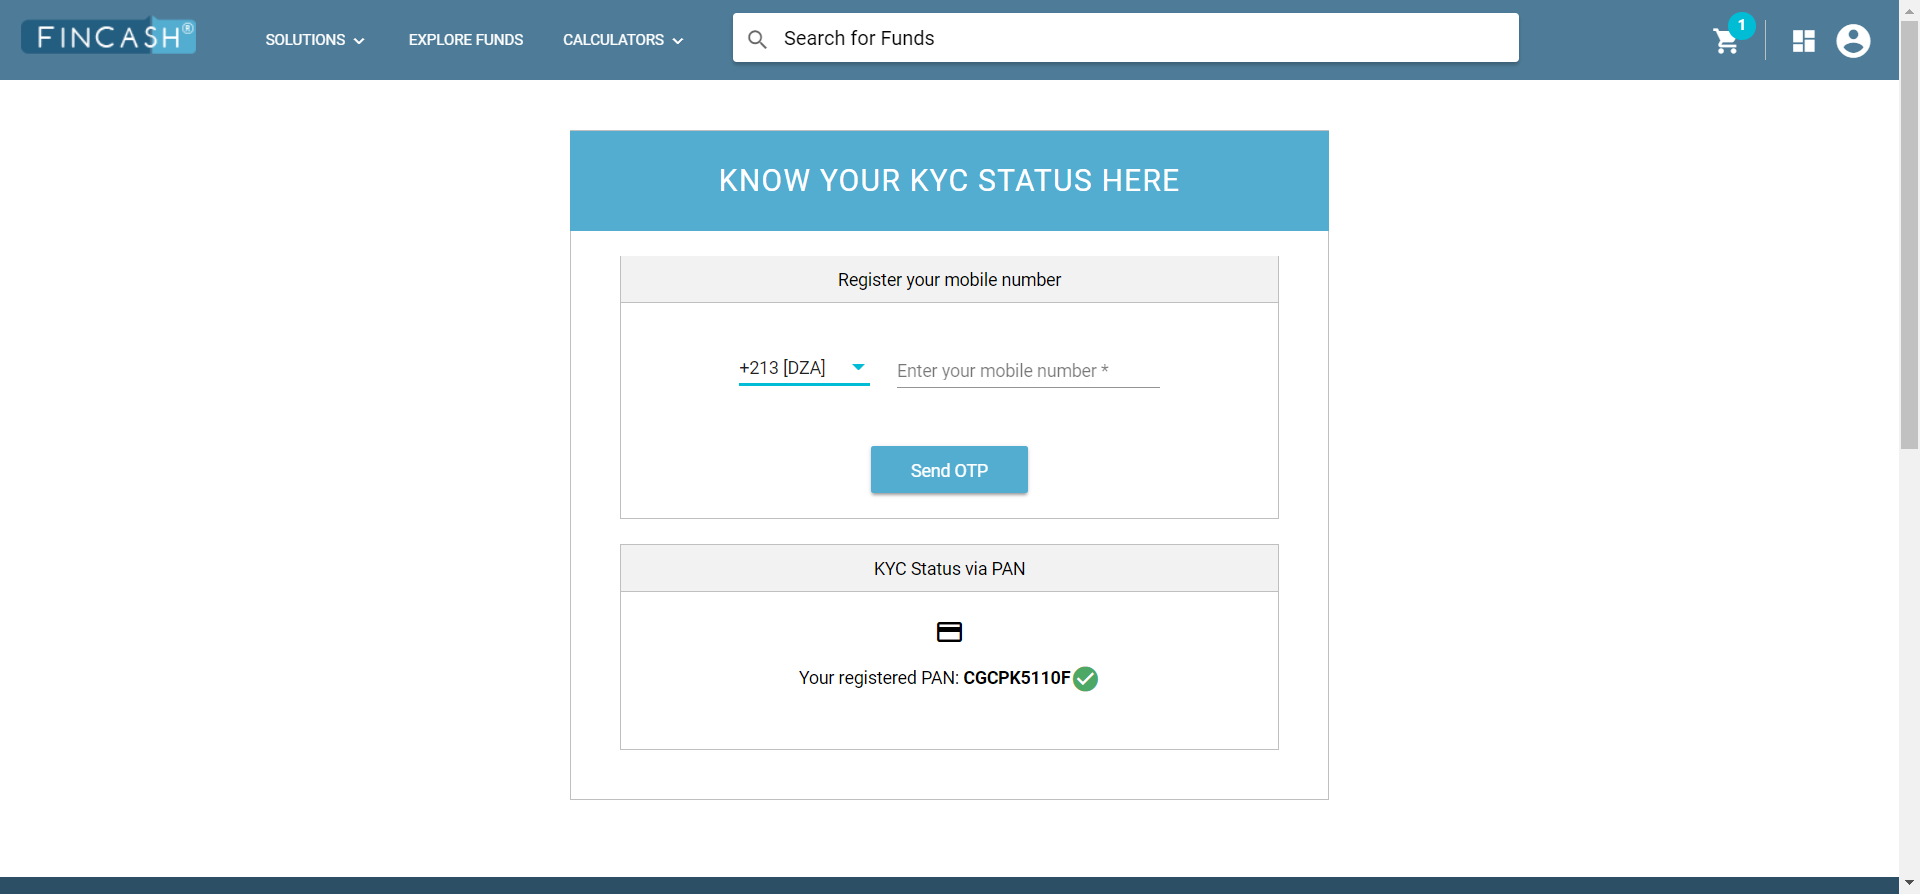 FINCASH®
SOLUTIONS
EXPLORE FUNDS
CALCULATORS
Search for Funds
1
KNOW YOUR KYC STATUS HERE
Register your mobile number
+213 [DZA]
Enter your mobile number *
Send OTP
KYC Status via PAN
Your registered PAN: CGCPK5110F